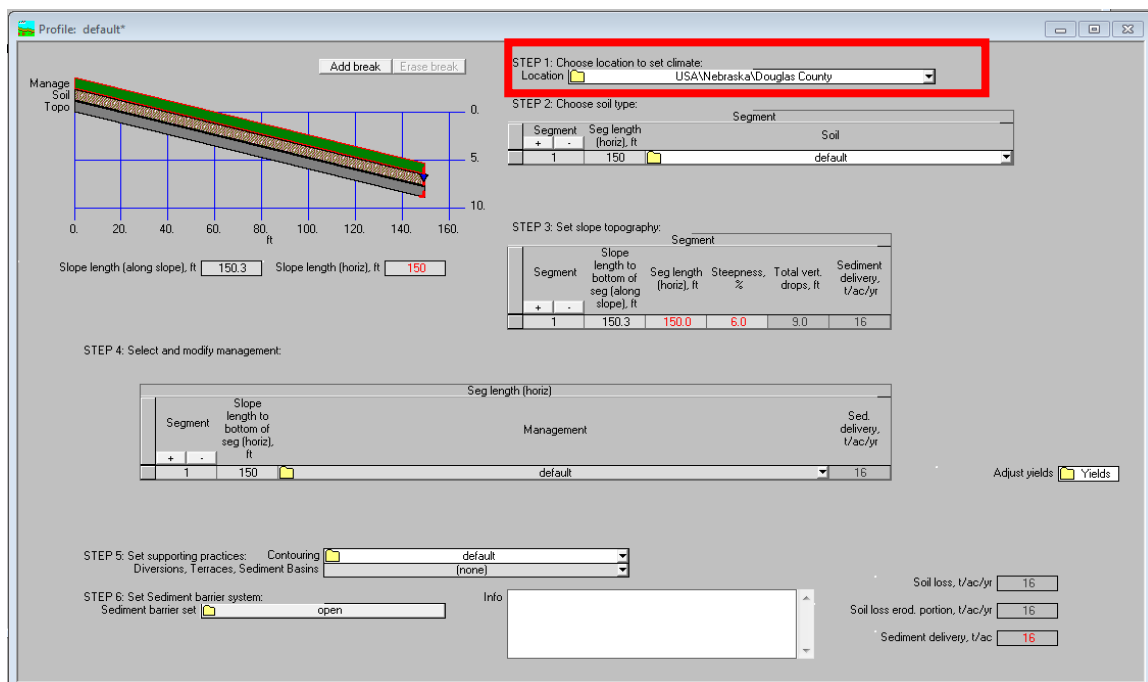 Profile: default*
Add break Erase break
Manage
Soil
Topo
0.
5.
10.
0. 20. 40. 60. 80. 100. 120. 140. 160.
ft
Slope length (along slope), ft 150.3 Slope length (horiz), ft 150
STEP 1: Choose location to set climate:
Location USA\Nebraska\Douglas County
STEP 2: Choose soil type:
Segment
Segment Seg length (horiz), ft Soil
+ -
1 150 default
STEP 3: Set slope topography:
Segment
Segment Slope length to bottom of seg (along slope), ft Seg length (horiz), ft Steepness, % Total vert. drops, ft Sediment delivery, t/ac/yr
+ -
1 150.3 150.0 6.0 9.0 16
STEP 4: Select and modify management:
Seg length (horiz)
Segment Slope length to bottom of seg (horiz), ft Management Sed. delivery, t/ac/yr
+ -
1 150 default 16
Adjust yields Yields
STEP 5: Set supporting practices: Contouring default
Diversions, Terraces, Sediment Basins (none)
STEP 6: Set Sediment barrier system:
Sediment barrier set open
Info
Soil loss, t/ac/yr 16
Soil loss erod. portion, t/ac/yr 16
Sediment delivery, t/ac 16